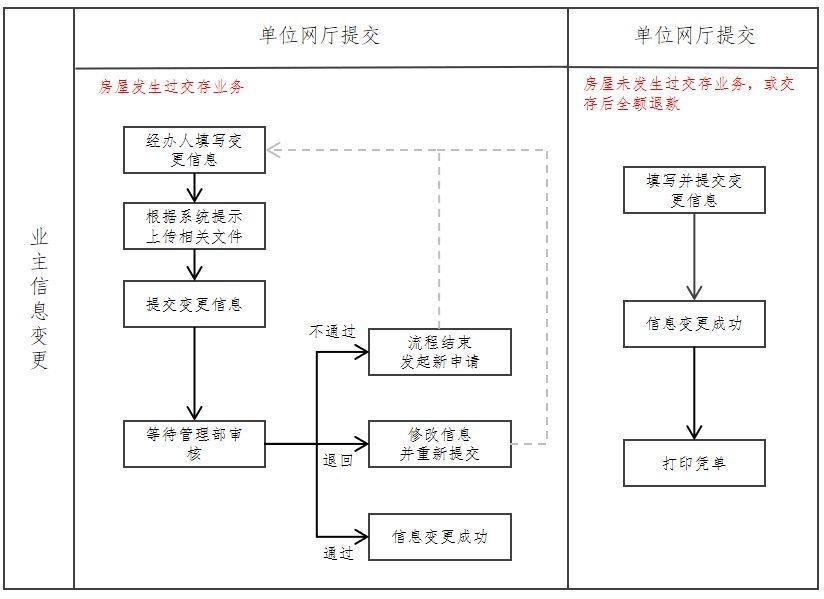 单位网厅提交
单位网厅提交
业主信息变更
房屋发生过交存业务
经办人填写变
更信息
根据系统提示
上传相关文件
提交变更信息
等待管理部审
核
不通过
流程结束
发起新申请
退回
修改信息
并重新提交
通过
信息变更成功
房屋未发生过交存业务，或交
存后全额退款
填写并提交变
更信息
信息变更成功
打印凭单